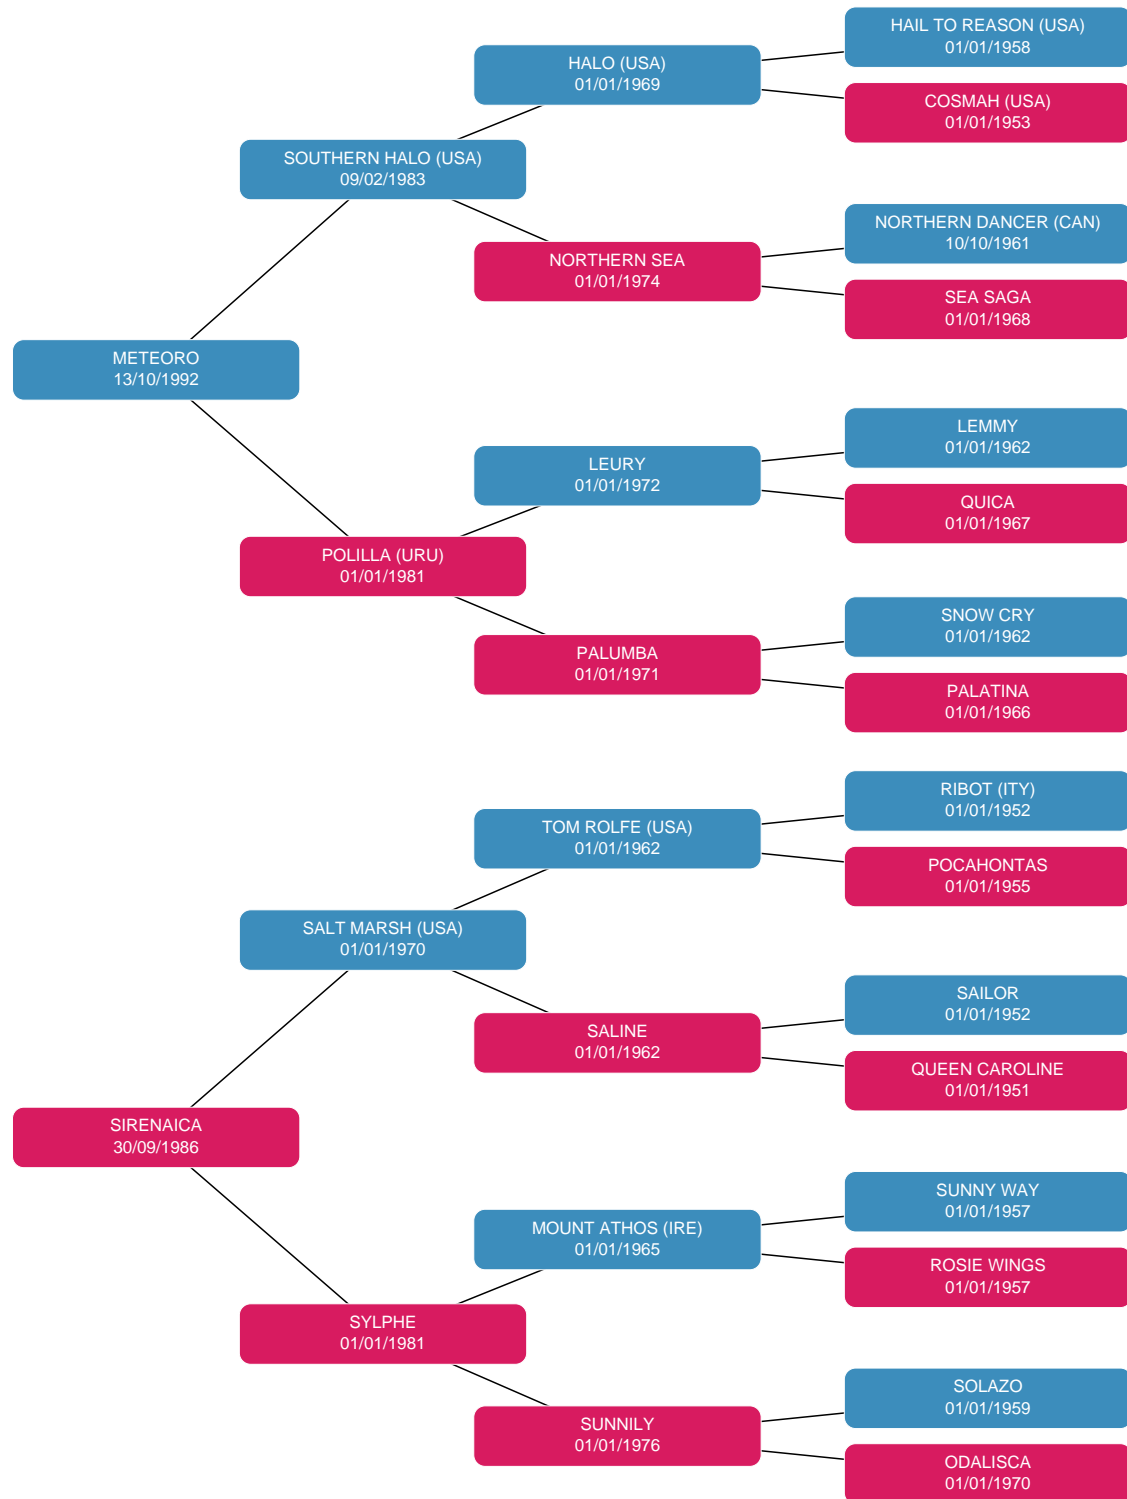 HAIL TO REASON (USA)
01/01/1958
HALO (USA)
01/01/1969
COSMAH (USA)
01/01/1953
SOUTHERN HALO (USA)
09/02/1983
NORTHERN DANCER (CAN)
10/10/1961
NORTHERN SEA
01/01/1974
SEA SAGA
01/01/1968
METEORO
13/10/1992
LEMMY
01/01/1962
LEURY
01/01/1972
QUICA
01/01/1967
POLILLA (URU)
01/01/1981
SNOW CRY
01/01/1962
PALUMBA
01/01/1971
PALATINA
01/01/1966
RIBOT (ITY)
01/01/1952
TOM ROLFE (USA)
01/01/1962
POCAHONTAS
01/01/1955
SALT MARSH (USA)
01/01/1970
SAILOR
01/01/1952
SALINE
01/01/1962
QUEEN CAROLINE
01/01/1951
SIRENAICA
30/09/1986
SUNNY WAY
01/01/1957
MOUNT ATHOS (IRE)
01/01/1965
ROSIE WINGS
01/01/1957
SYLPHE
01/01/1981
SOLAZO
01/01/1959
SUNNILY
01/01/1976
ODALISCA
01/01/1970